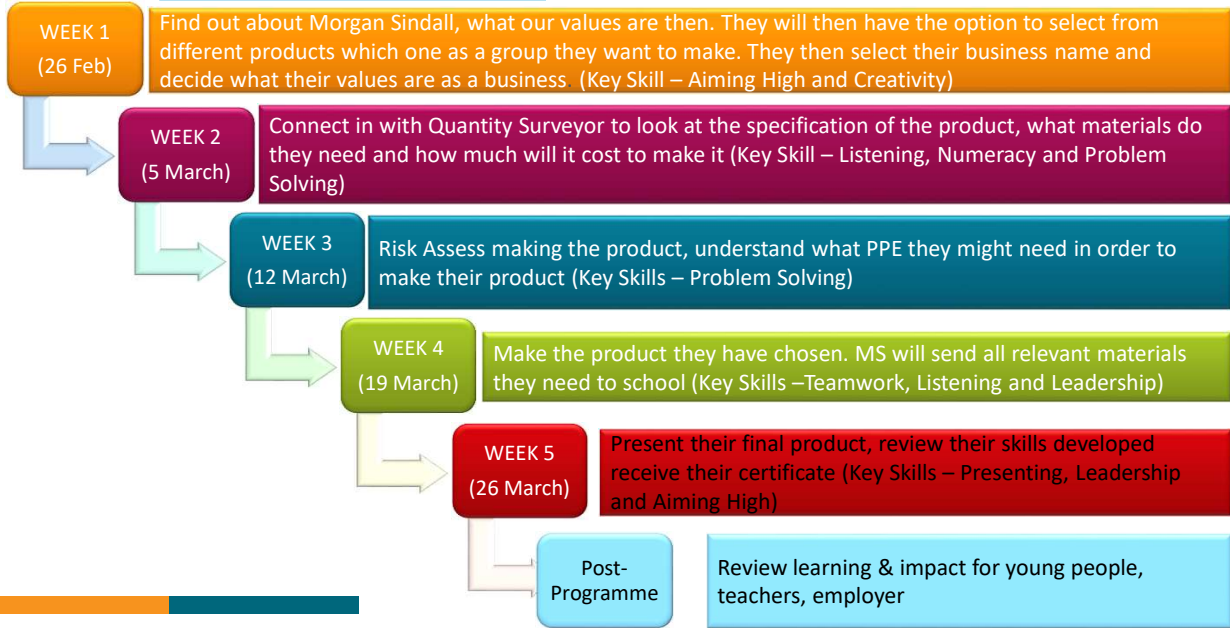 WEEK 1
(26 Feb)
Find out about Morgan Sindall, what our values are then. They will then have the option to select from
different products which one as a group they want to make. They then select their business name and
decide what their values are as a business. (Key Skill – Aiming High and Creativity)
WEEK 2
(5 March)
Connect in with Quantity Surveyor to look at the specification of the product, what materials do
they need and how much will it cost to make it (Key Skill – Listening, Numeracy and Problem
Solving)
WEEK 3
(12 March)
Risk Assess making the product, understand what PPE they might need in order to
make their product (Key Skills – Problem Solving)
WEEK 4
(19 March)
Make the product they have chosen. MS will send all relevant materials
they need to school (Key Skills –Teamwork, Listening and Leadership)
WEEK 5
(26 March)
Present their final product, review their skills developed
receive their certificate (Key Skills – Presenting, Leadership
and Aiming High)
Post-
Programme
Review learning & impact for young people,
teachers, employer